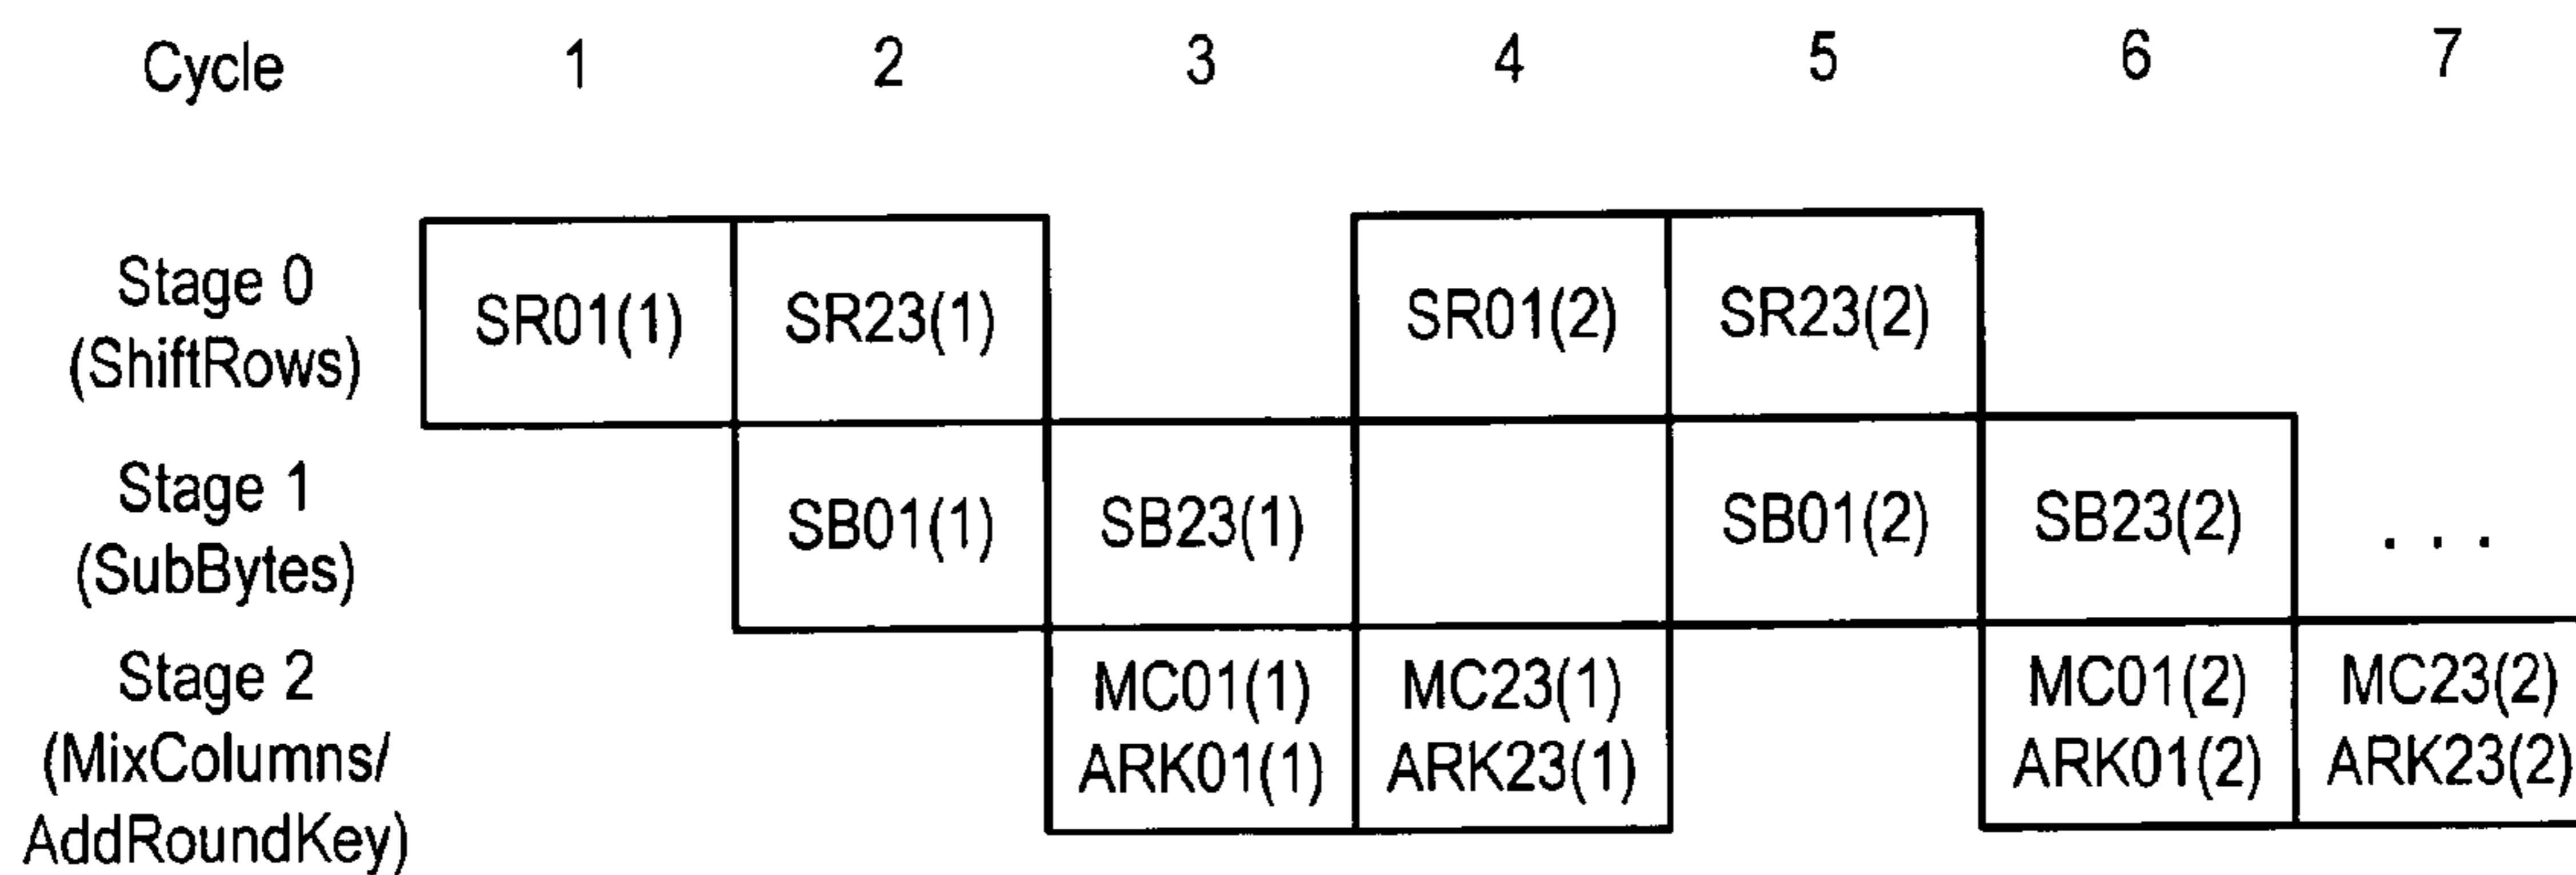 Cycle 1 2 3 4 5 6 7
Stage 0
(ShiftRows)
SR01(1) SR23(1) SR01(2) SR23(2)
Stage 1
(SubBytes)
SB01(1) SB23(1) SB01(2) SB23(2) . . .
Stage 2
(MixColumns/
AddRoundKey)
MC01(1) MC23(1) MC01(2) MC23(2)
ARK01(1) ARK23(1) ARK01(2) ARK23(2)